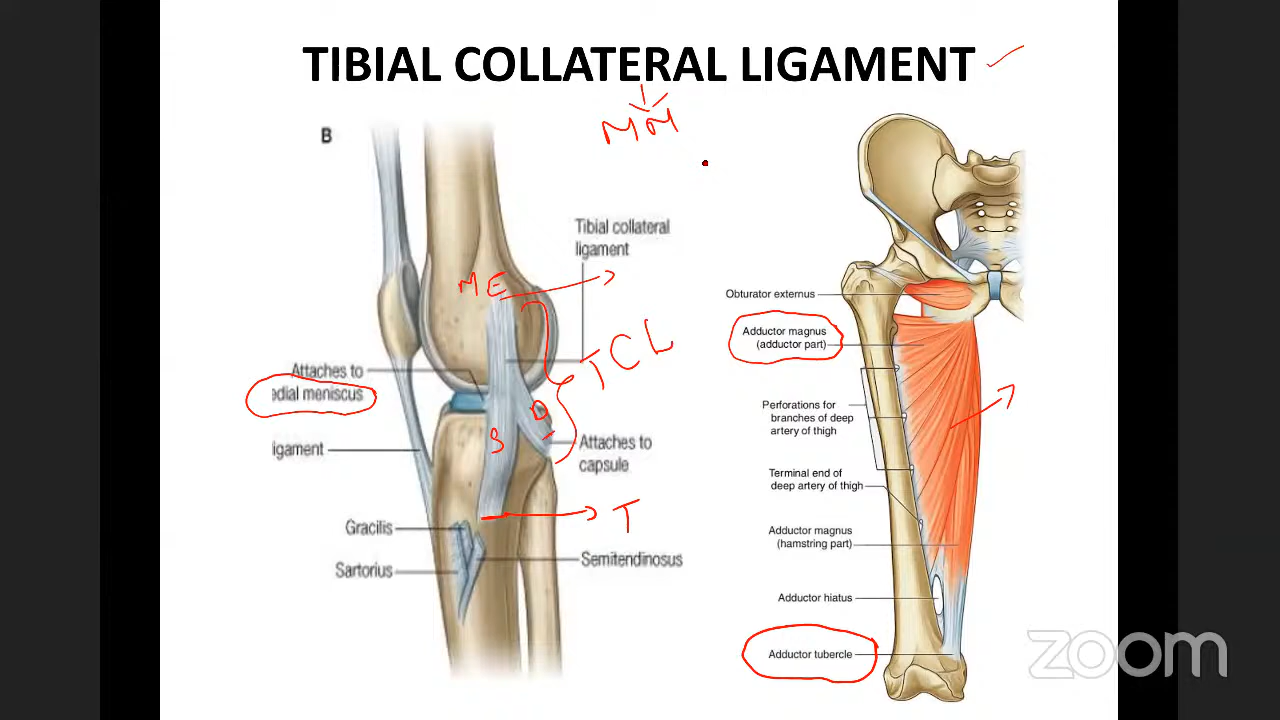 TIBIAL COLLATERAL LIGAMENT
MM
B
Tibial collateral
ligament
ME
TCL
Attaches to
edial meniscus
D
S
Attaches to
capsule
igament
T
Gracilis
Sartorius
Semitendinosus
Obturator externus
Adductor magnus
(adductor part)
Perforations for
branches of deep
artery of thigh
Terminal end of
deep artery of thigh
Adductor magnus
(hamstring part)
Adductor hiatus
Adductor tubercle
zoom